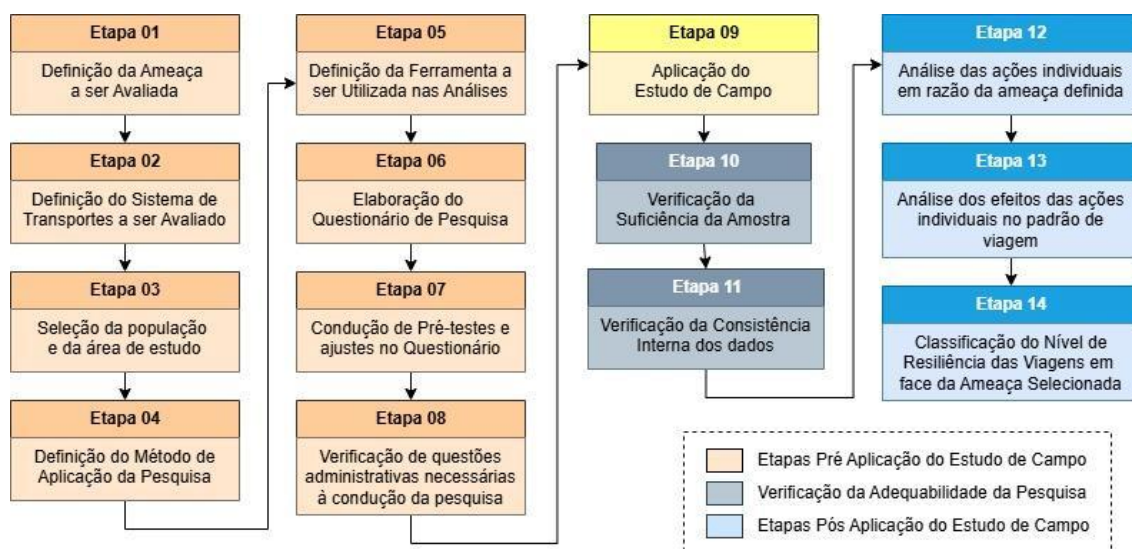 Etapa 01
Definição da Ameaça
a ser Avaliada
Etapa 02
Definição do Sistema de
Transportes a ser Avaliado
Etapa 03
Seleção da população
e da área de estudo
Etapa 04
Definição do Método de
Aplicação da Pesquisa
Etapa 05
Definição da Ferramenta a
ser Utilizada nas Análises
Etapa 06
Elaboração do
Questionário de Pesquisa
Etapa 07
Condução de Pré-testes e
ajustes no Questionário
Etapa 08
Verificação de questões
administrativas necessárias
à condução da pesquisa
Etapa 09
Aplicação do
Estudo de Campo
Etapa 10
Verificação da
Suficiência da Amostra
Etapa 11
Verificação da Consistência
Interna dos dados
Etapa 12
Análise das ações individuais
em razão da ameaça definida
Etapa 13
Análise dos efeitos das ações
individuais no padrão de
viagem
Etapa 14
Classificação do Nível de
Resiliência das Viagens em
face da Ameaça Selecionada
Etapas Pré Aplicação do Estudo de Campo
Verificação da Adequabilidade da Pesquisa
Etapas Pós Aplicação do Estudo de Campo